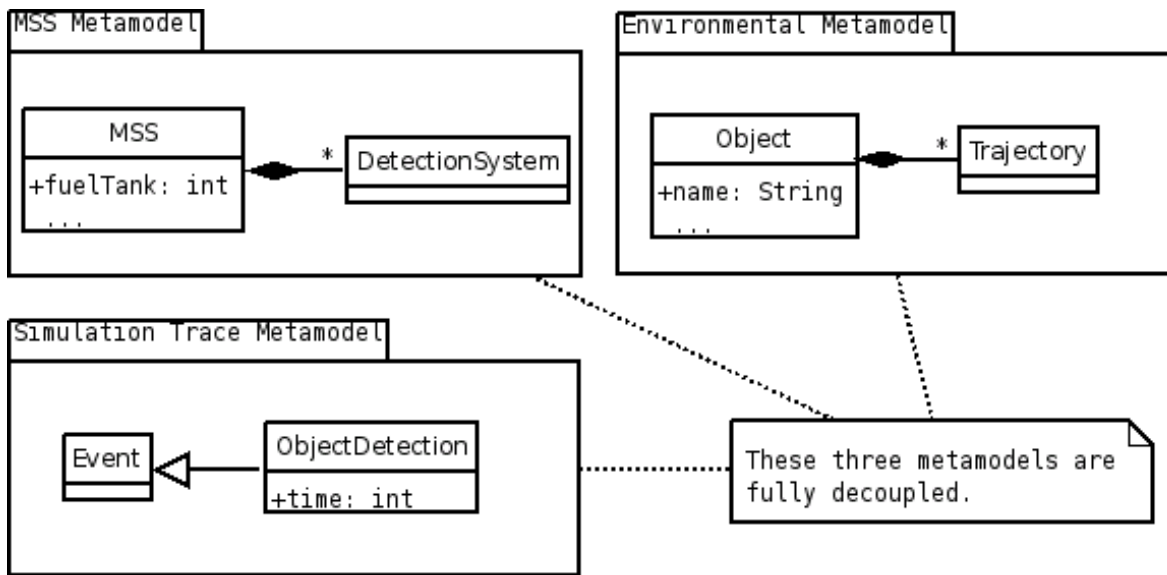 MSS Metamodel
MSS
+fuelTank: int
...
*
DetectionSystem
Environmental Metamodel
Object
+name: String
...
*
Trajectory
Simulation Trace Metamodel
Event
ObjectDetection
+time: int
These three metamodels are
fully decoupled.